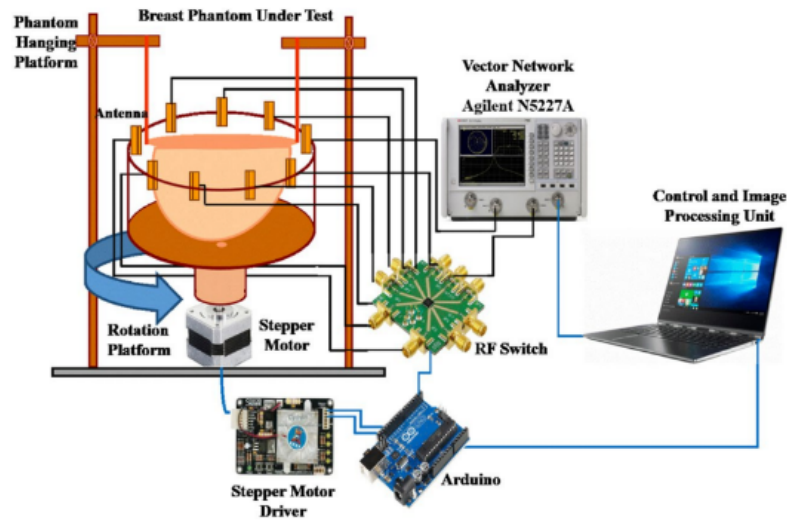 Phantom
Hanging
Platform
Breast Phantom Under Test
Antenna
Vector Network
Analyzer
Agilent N5227A
Control and Image
Processing Unit
Rotation
Platform
Stepper
Motor
RF Switch
Stepper Motor
Driver
Arduino